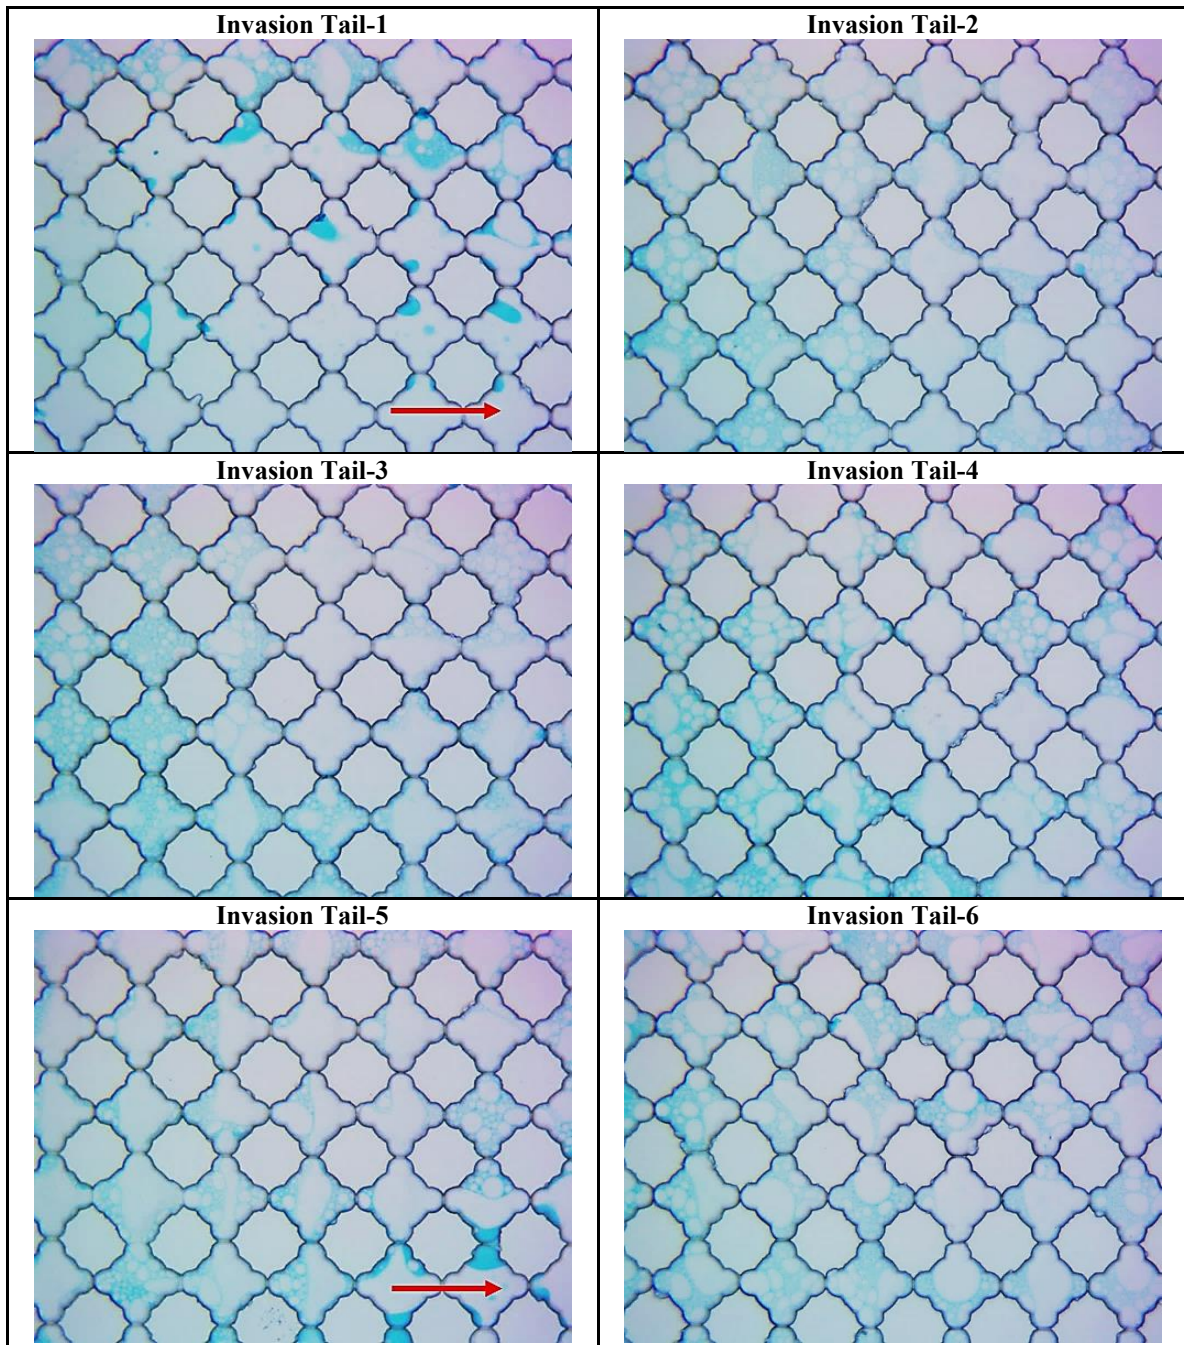 Invasion Tail-1
Invasion Tail-2
Invasion Tail-3
Invasion Tail-4
Invasion Tail-5
Invasion Tail-6